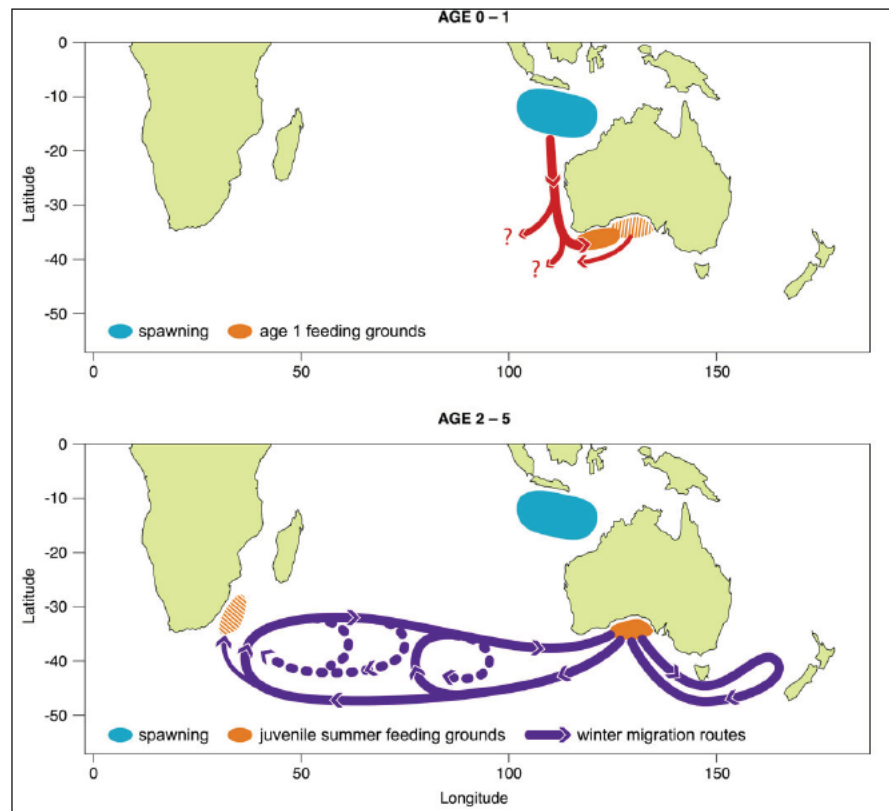 AGE 0 – 1
0
-10
-20
-30
-40
-50
Latitude
?
?
spawning age 1 feeding grounds
0 50 100 150
AGE 2 – 5
0
-10
-20
-30
-40
-50
Latitude
spawning juvenile summer feeding grounds winter migration routes
0 50 100 150
Longitude